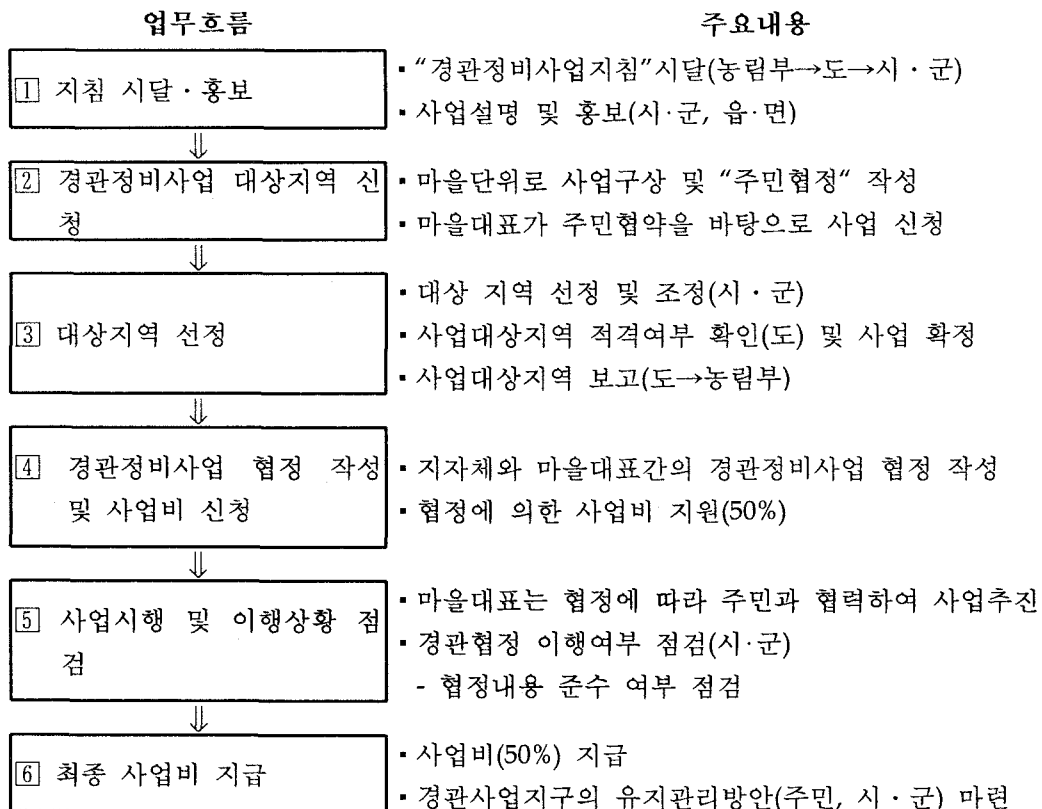 업무흐름 주요내용
1 지침 시달·홍보
▪ "경관정비사업지침"시달(농림부→도→시·군)
▪ 사업설명 및 홍보(시·군, 읍·면)
⇓
2 경관정비사업 대상지역 신
청
▪ 마을단위로 사업구상 및 "주민협정" 작성
▪ 마을대표가 주민협약을 바탕으로 사업 신청
⇓
3 대상지역 선정
▪ 대상 지역 선정 및 조정(시·군)
▪ 사업대상지역 적격여부 확인(도) 및 사업 확정
▪ 사업대상지역 보고(도→농림부)
⇓
4 경관정비사업 협정 작성
및 사업비 신청
▪ 지자체와 마을대표간의 경관정비사업 협정 작성
▪ 협정에 의한 사업비 지원(50%)
⇓
5 사업시행 및 이행상황 점
검
▪ 마을대표는 협정에 따라 주민과 협력하여 사업추진
▪ 경관협정 이행여부 점검(시·군)
- 협정내용 준수 여부 점검
⇓
6 최종 사업비 지급
▪ 사업비(50%) 지급
▪ 경관사업지구의 유지관리방안(주민, 시·군) 마련